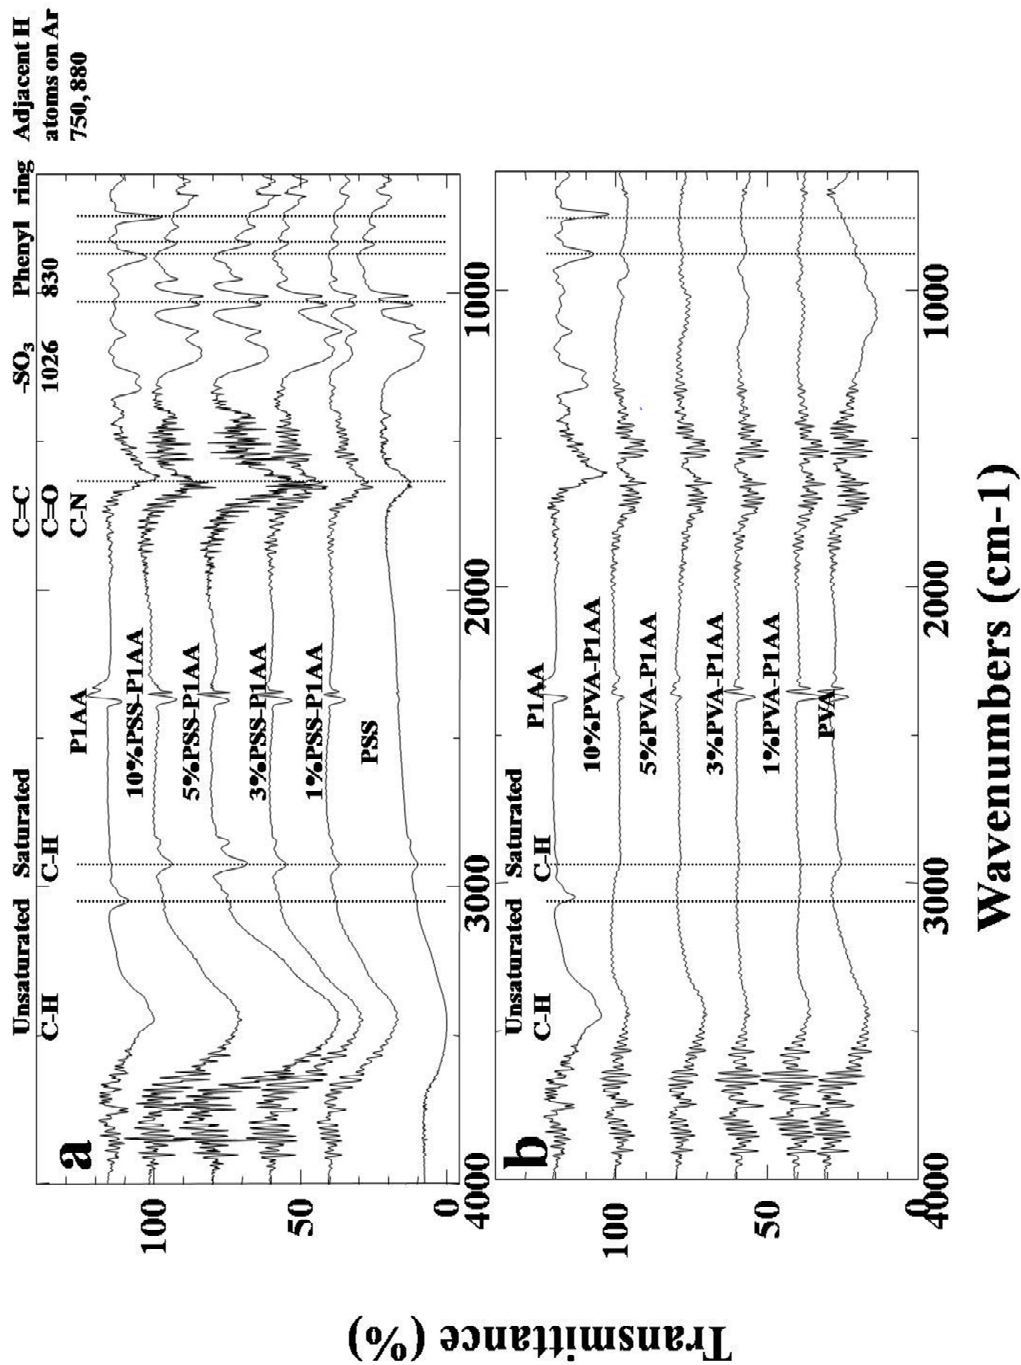 Unsaturated Saturated C=C -SO₃ Phenyl ring Adjacent H
C-H C-H C=O 1026 830 atoms on Ar
C-N 750, 880
a
P1AA
10%PSS-P1AA
5%PSS-P1AA
3%PSS-P1AA
1%PSS-P1AA
PSS
100
50
0
3000 2000 1000
Unsaturated Saturated
C-H C-H
b
P1AA
10%PVA-P1AA
5%PVA-P1AA
3%PVA-P1AA
1%PVA-P1AA
PVA
100
50
0
4000 3000 2000 1000
Transmittance (%)
Wavenumbers (cm-1)